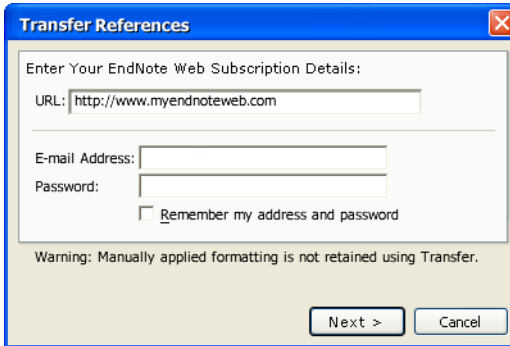 Transfer References
Enter Your EndNote Web Subscription Details:
URL: http://www.myendnoteweb.com
E-mail Address:
Password:
Remember my address and password
Warning: Manually applied formatting is not retained using Transfer.
Next > Cancel